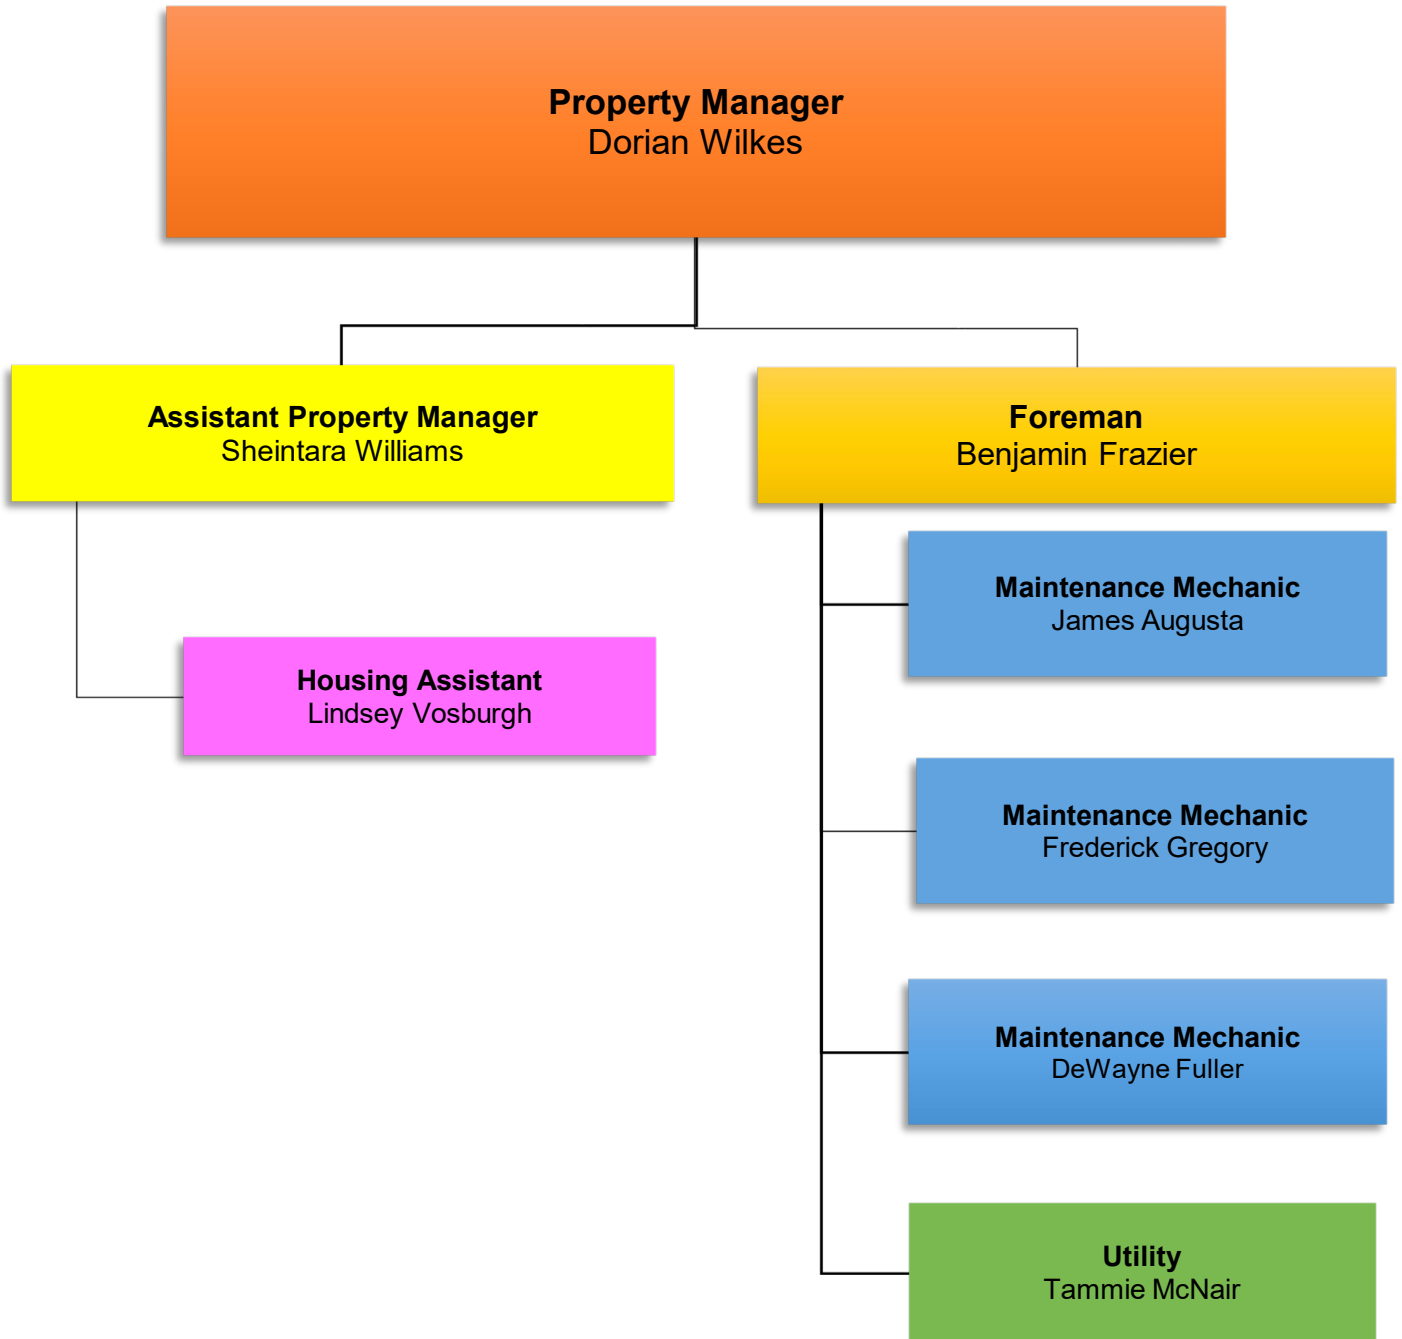 Property Manager
Dorian Wilkes
Assistant Property Manager
Sheintara Williams
Foreman
Benjamin Frazier
Maintenance Mechanic
James Augusta
Housing Assistant
Lindsey Vosburgh
Maintenance Mechanic
Frederick Gregory
Maintenance Mechanic
DeWayne Fuller
Utility
Tammie McNair